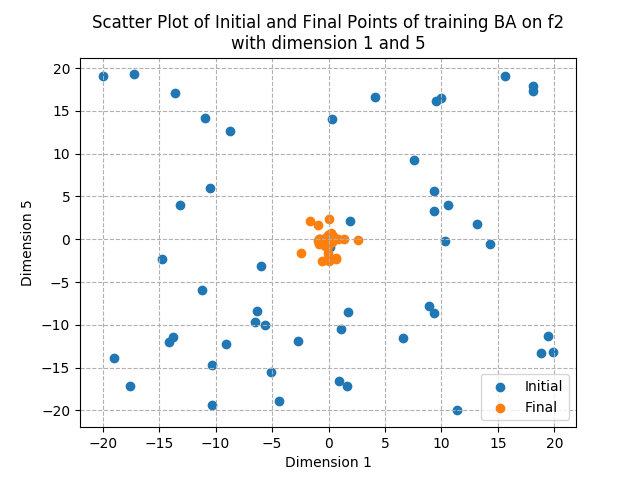 Scatter Plot of Initial and Final Points of training BA on f2
with dimension 1 and 5
20
15
10
5
0
−5
−10
−15
−20
Dimension 5
−20 −15 −10 −5 0 5 10 15 20
Dimension 1
Initial
Final